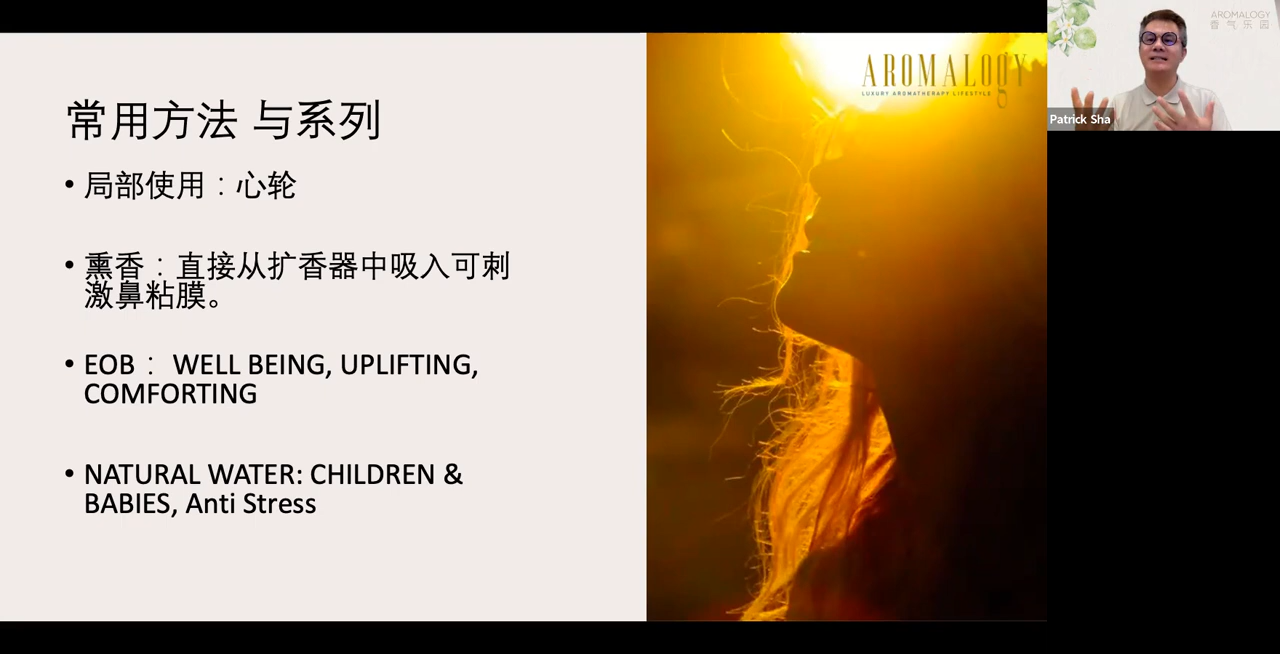 常用方法 与系列
• 局部使用：心轮
• 熏香：直接从扩香器中吸入可刺
激鼻粘膜。
• EOB： WELL BEING, UPLIFTING,
COMFORTING
• NATURAL WATER: CHILDREN &
BABIES, Anti Stress
AROMALOGY
LUXURY AROMATHERAPY LIFESTYLE
AROMALOGY
香气乐园
Patrick Sha